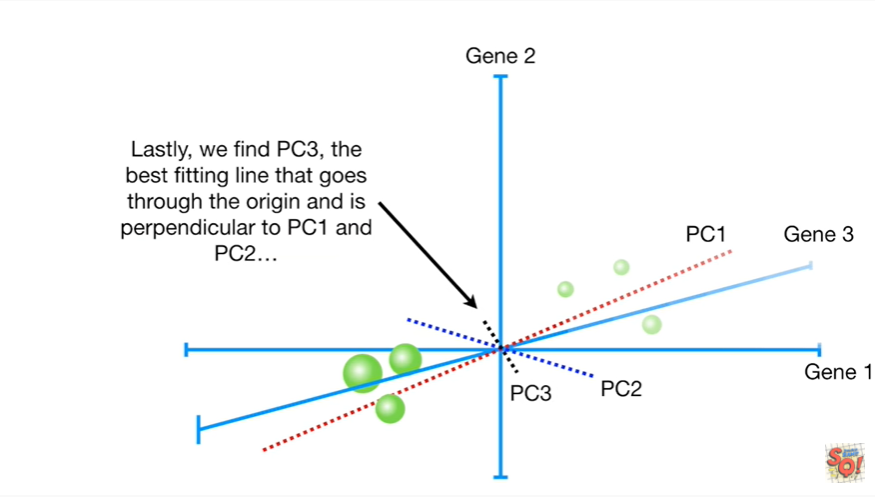 Gene 2
Lastly, we find PC3, the
best fitting line that goes
through the origin and is
perpendicular to PC1 and
PC2...
PC1
Gene 3
Gene 1
PC3
PC2
SQ!